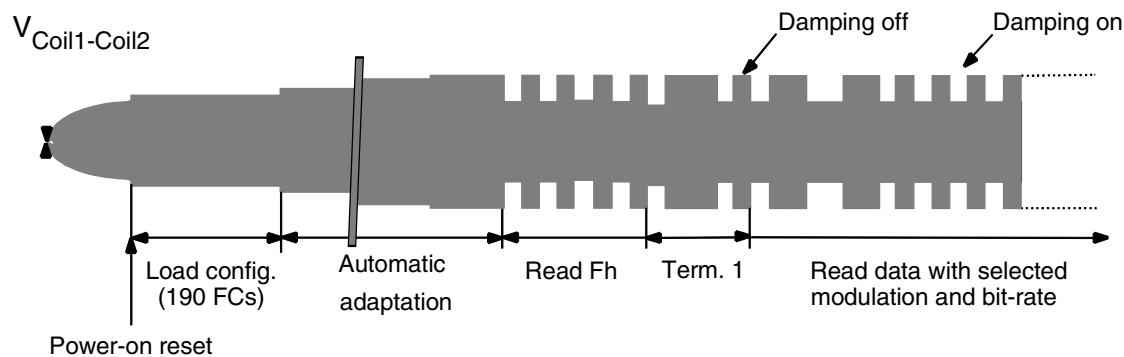 V Coil1-Coil2
Damping off
Damping on
Load config.
(190 FCs)
Automatic
adaptation
Read Fh
Term. 1
Read data with selected
modulation and bit-rate
Power-on reset